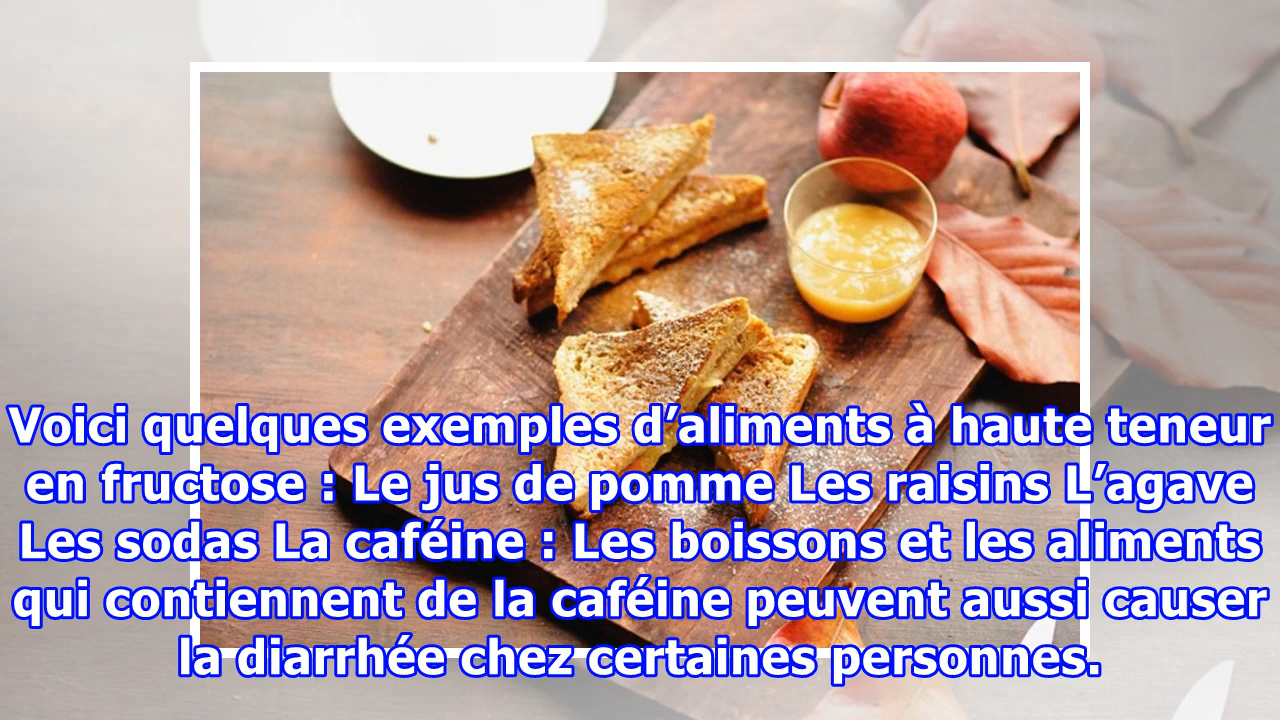 Voici quelques exemples d’aliments à haute teneur
en fructose : Le jus de pomme Les raisins L’agave
Les sodas La caféine : Les boissons et les aliments
qui contiennent de la caféine peuvent aussi causer
la diarrhée chez certaines personnes.